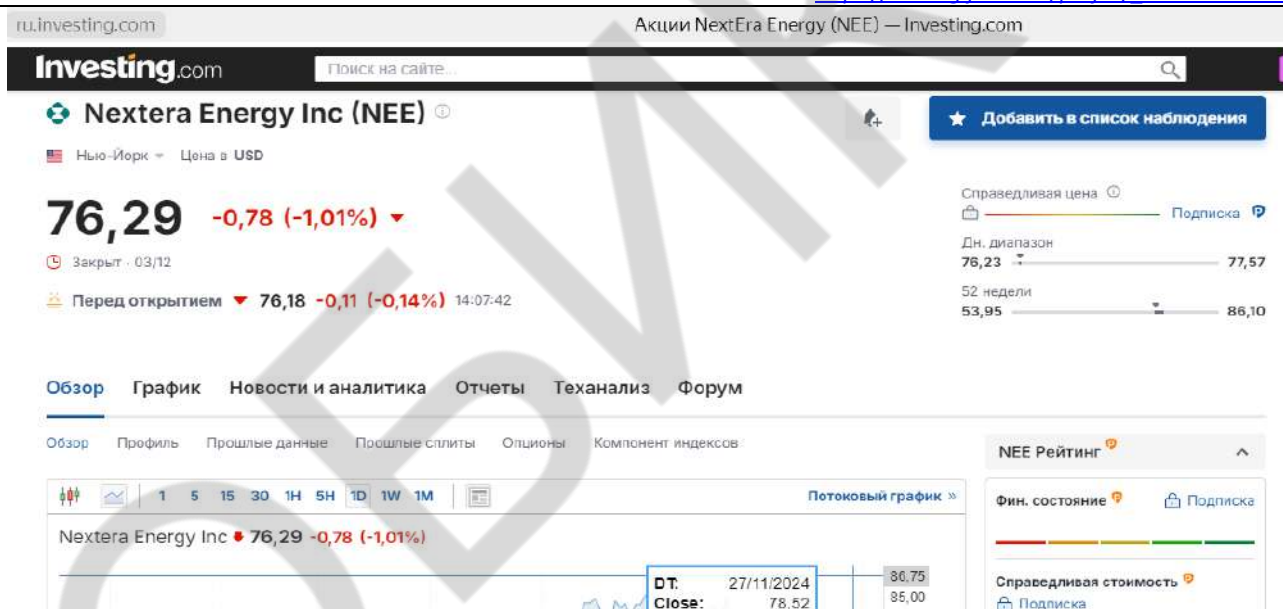 ru.investing.com Акции NextEra Energy (NEE) — Investing.com
Investing.com Поиск на сайте...
Nextera Energy Inc (NEE)
Добавить в список наблюдения
Нью-Йорк Цена в USD
76,29 -0,78 (-1,01%)
Закрыт · 03/12
Перед открытием 76,18 -0,11 (-0,14%) 14:07:42
Справедливая цена
Подписка
Дн. диапазон
76,23 77,57
52 недели
53,95 86,10
Обзор График Новости и аналитика Отчеты Теханализ Форум
Обзор Профиль Прошлые данные Прошлые сплиты Опционы Компонент индексов
1 5 15 30 1H 5H 1D 1W 1M Потоковый график »
Nextera Energy Inc 76,29 -0,78 (-1,01%)
DT: 27/11/2024
Close: 78.52
86,75
85,00
NEE Рейтинг
Фин. состояние Подписка
Справедливая стоимость
Подписка